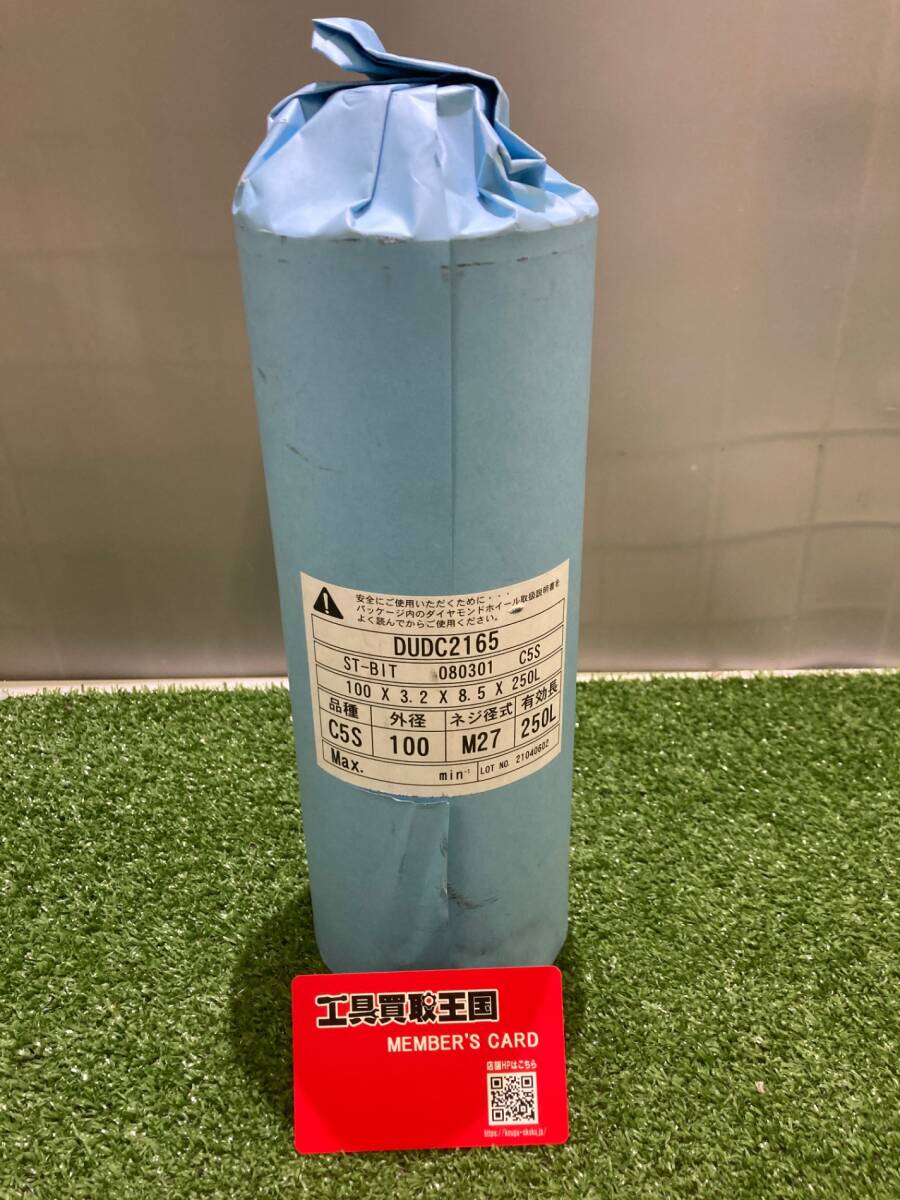 安全にご使用いただくために・・・
パッケージ内のダイヤモンドホイール取扱説明書を
よく読んでからご使用ください。
DUDC2165
ST-BIT 080301 C5S
100 X 3.2 X 8.5 X 250L
品種 外径 ネジ径式 有効長
C5S 100 M27 250L
Max. min⁻¹ LOT NO. 21040602
工具買取王国
MEMBER'S CARD
店舗HPはこちら
https://kougu-okoku.jp/